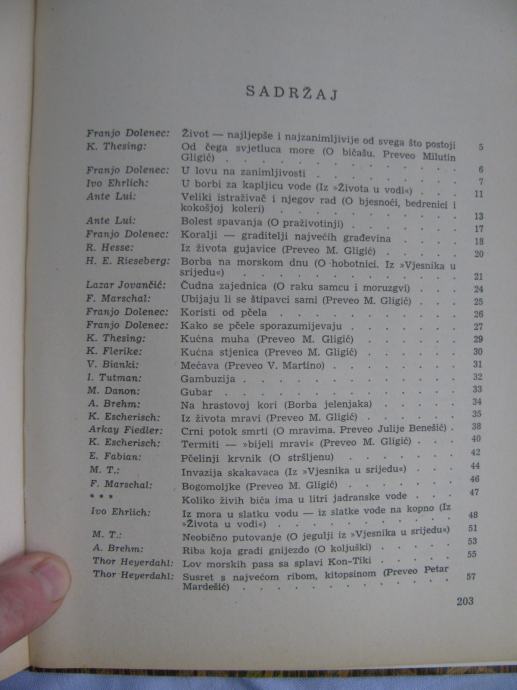 SADRŽAJ
Franjo Dolenec: Život — najljepše i najzanimljivije od svega što postoji 5
K. Thesing: Od čega svjetluca more (O bičašu. Preveo Milutin
Gligić) . . . . . . . . . . . . 6
Franjo Dolenec: U lovu na zanimljivosti . . . . . . 7
Ivo Ehrlich: U borbi za kapljicu vode (Iz »Života u vodi«) . . . 11
Ante Lui: Veliki istraživač i njegov rad (O bjesnoći, bedrenici i
kokošjoj koleri) . . . . . . . . . 13
Ante Lui: Bolest spavanja (O praživotinji) . . . . . 17
Franjo Dolenec: Koralji — graditelji najvećih građevina . . . 18
R. Hesse: Iz života gujavice (Preveo M. Gligić) . . . . 20
H. E. Rieseberg: Borba na morskom dnu (O hobotnici. Iz »Vjesnika u
srijedu«) . . . . . . . . . . 21
Lazar Jovančić: Čudna zajednica (O raku samcu i moruzgvi) . . . 24
F. Marschal: Ubijaju li se štipavci sami (Preveo M. Gligić) . . . 25
Franjo Dolenec: Koristi od pčela . . . . . . . . 26
Franjo Dolenec: Kako se pčele sporazumijevaju . . . . . 27
K. Thesing: Kućna muha (Preveo M. Gligić) . . . . . 29
K. Flerike: Kućna stjenica (Preveo M. Gligić) . . . . 30
V. Bianki: Mećava (Preveo V. Martino) . . . . . 31
I. Tutman: Gambuzija . . . . . . . . . 32
M. Danon: Gubar . . . . . . . . . . 33
A. Brehm: Na hrastovoj kori (Borba jelenjaka) . . . . 34
K. Escherisch: Iz života mravi (Preveo M. Gligić) . . . . 35
Arkay Fiedler: Crni potok smrti (O mravima. Preveo Julije Benešić) . 38
K. Escherisch: Termiti — »bijeli mravi« (Preveo M. Gligić) . . . 40
E. Fabian: Pčelinji krvnik (O stršljenu) . . . . . 42
M. T.: Invazija skakavaca (Iz »Vjesnika u srijedu«) . . . 44
F. Marschal: Bogomoljke (Preveo M. Gligić) . . . . . 46
* * * Koliko živih bića ima u litri jadranske vode . . . 47
Ivo Ehrlich: Iz mora u slatku vodu — iz slatke vode na kopno (Iz
»Života u vodi«) . . . . . . . . . 48
M. T.: Neobično putovanje (O jegulji iz »Vjesnika u srijedu«) . 51
A. Brehm: Riba koja gradi gnijezdo (O koljuški) . . . . 53
Thor Heyerdahl: Lov morskih pasa sa splavi Kon-Tiki . . . . 55
Thor Heyerdahl: Susret s najvećom ribom, kitopsinom (Preveo Petar
Mardešić) . . . . . . . . . . 57
203